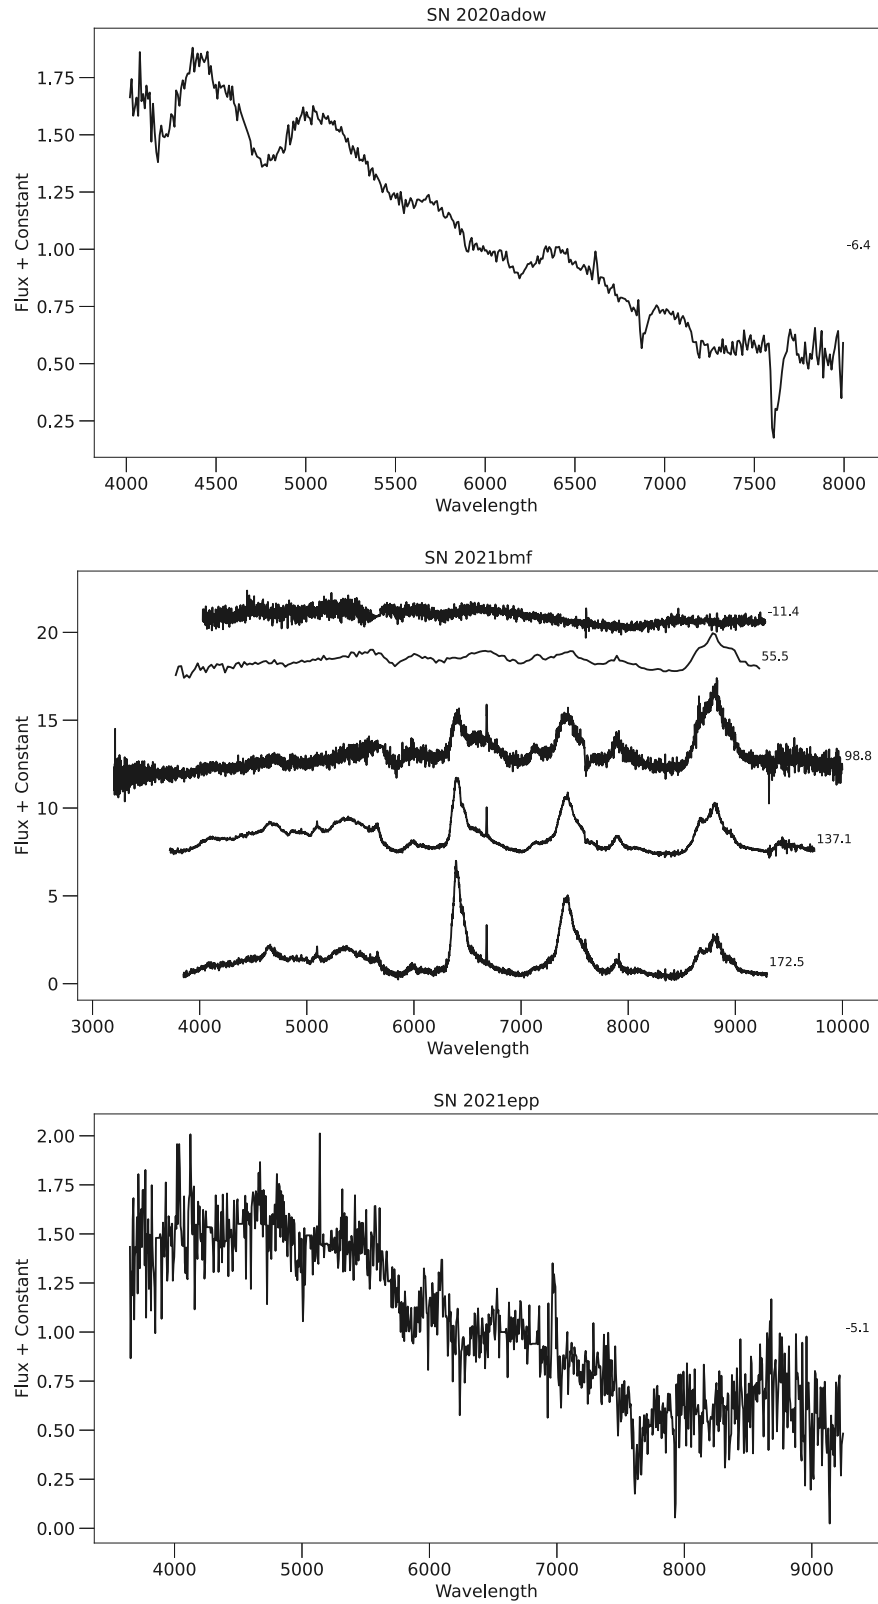 SN 2020adow
Flux + Constant
1.75
1.50
1.25
1.00
0.75
0.50
0.25
-6.4
4000 4500 5000 5500 6000 6500 7000 7500 8000
Wavelength
SN 2021bmf
Flux + Constant
20
15
10
5
0
-11.4
55.5
98.8
137.1
172.5
3000 4000 5000 6000 7000 8000 9000 10000
Wavelength
SN 2021epp
Flux + Constant
2.00
1.75
1.50
1.25
1.00
0.75
0.50
0.25
0.00
-5.1
4000 5000 6000 7000 8000 9000
Wavelength